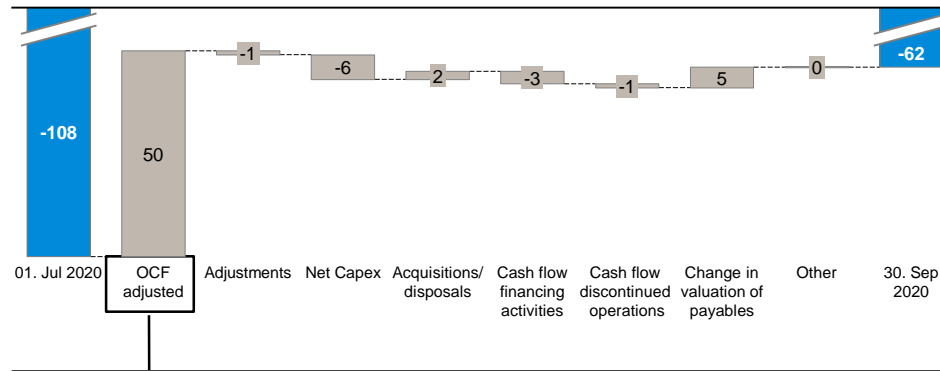 -108
50
-1
-6
2
-3
-1
5
0
-62
01. Jul 2020
OCF
adjusted
Adjustments
Net Capex
Acquisitions/
disposals
Cash flow
financing
activities
Cash flow
discontinued
operations
Change in
valuation of
payables
Other
30. Sep
2020